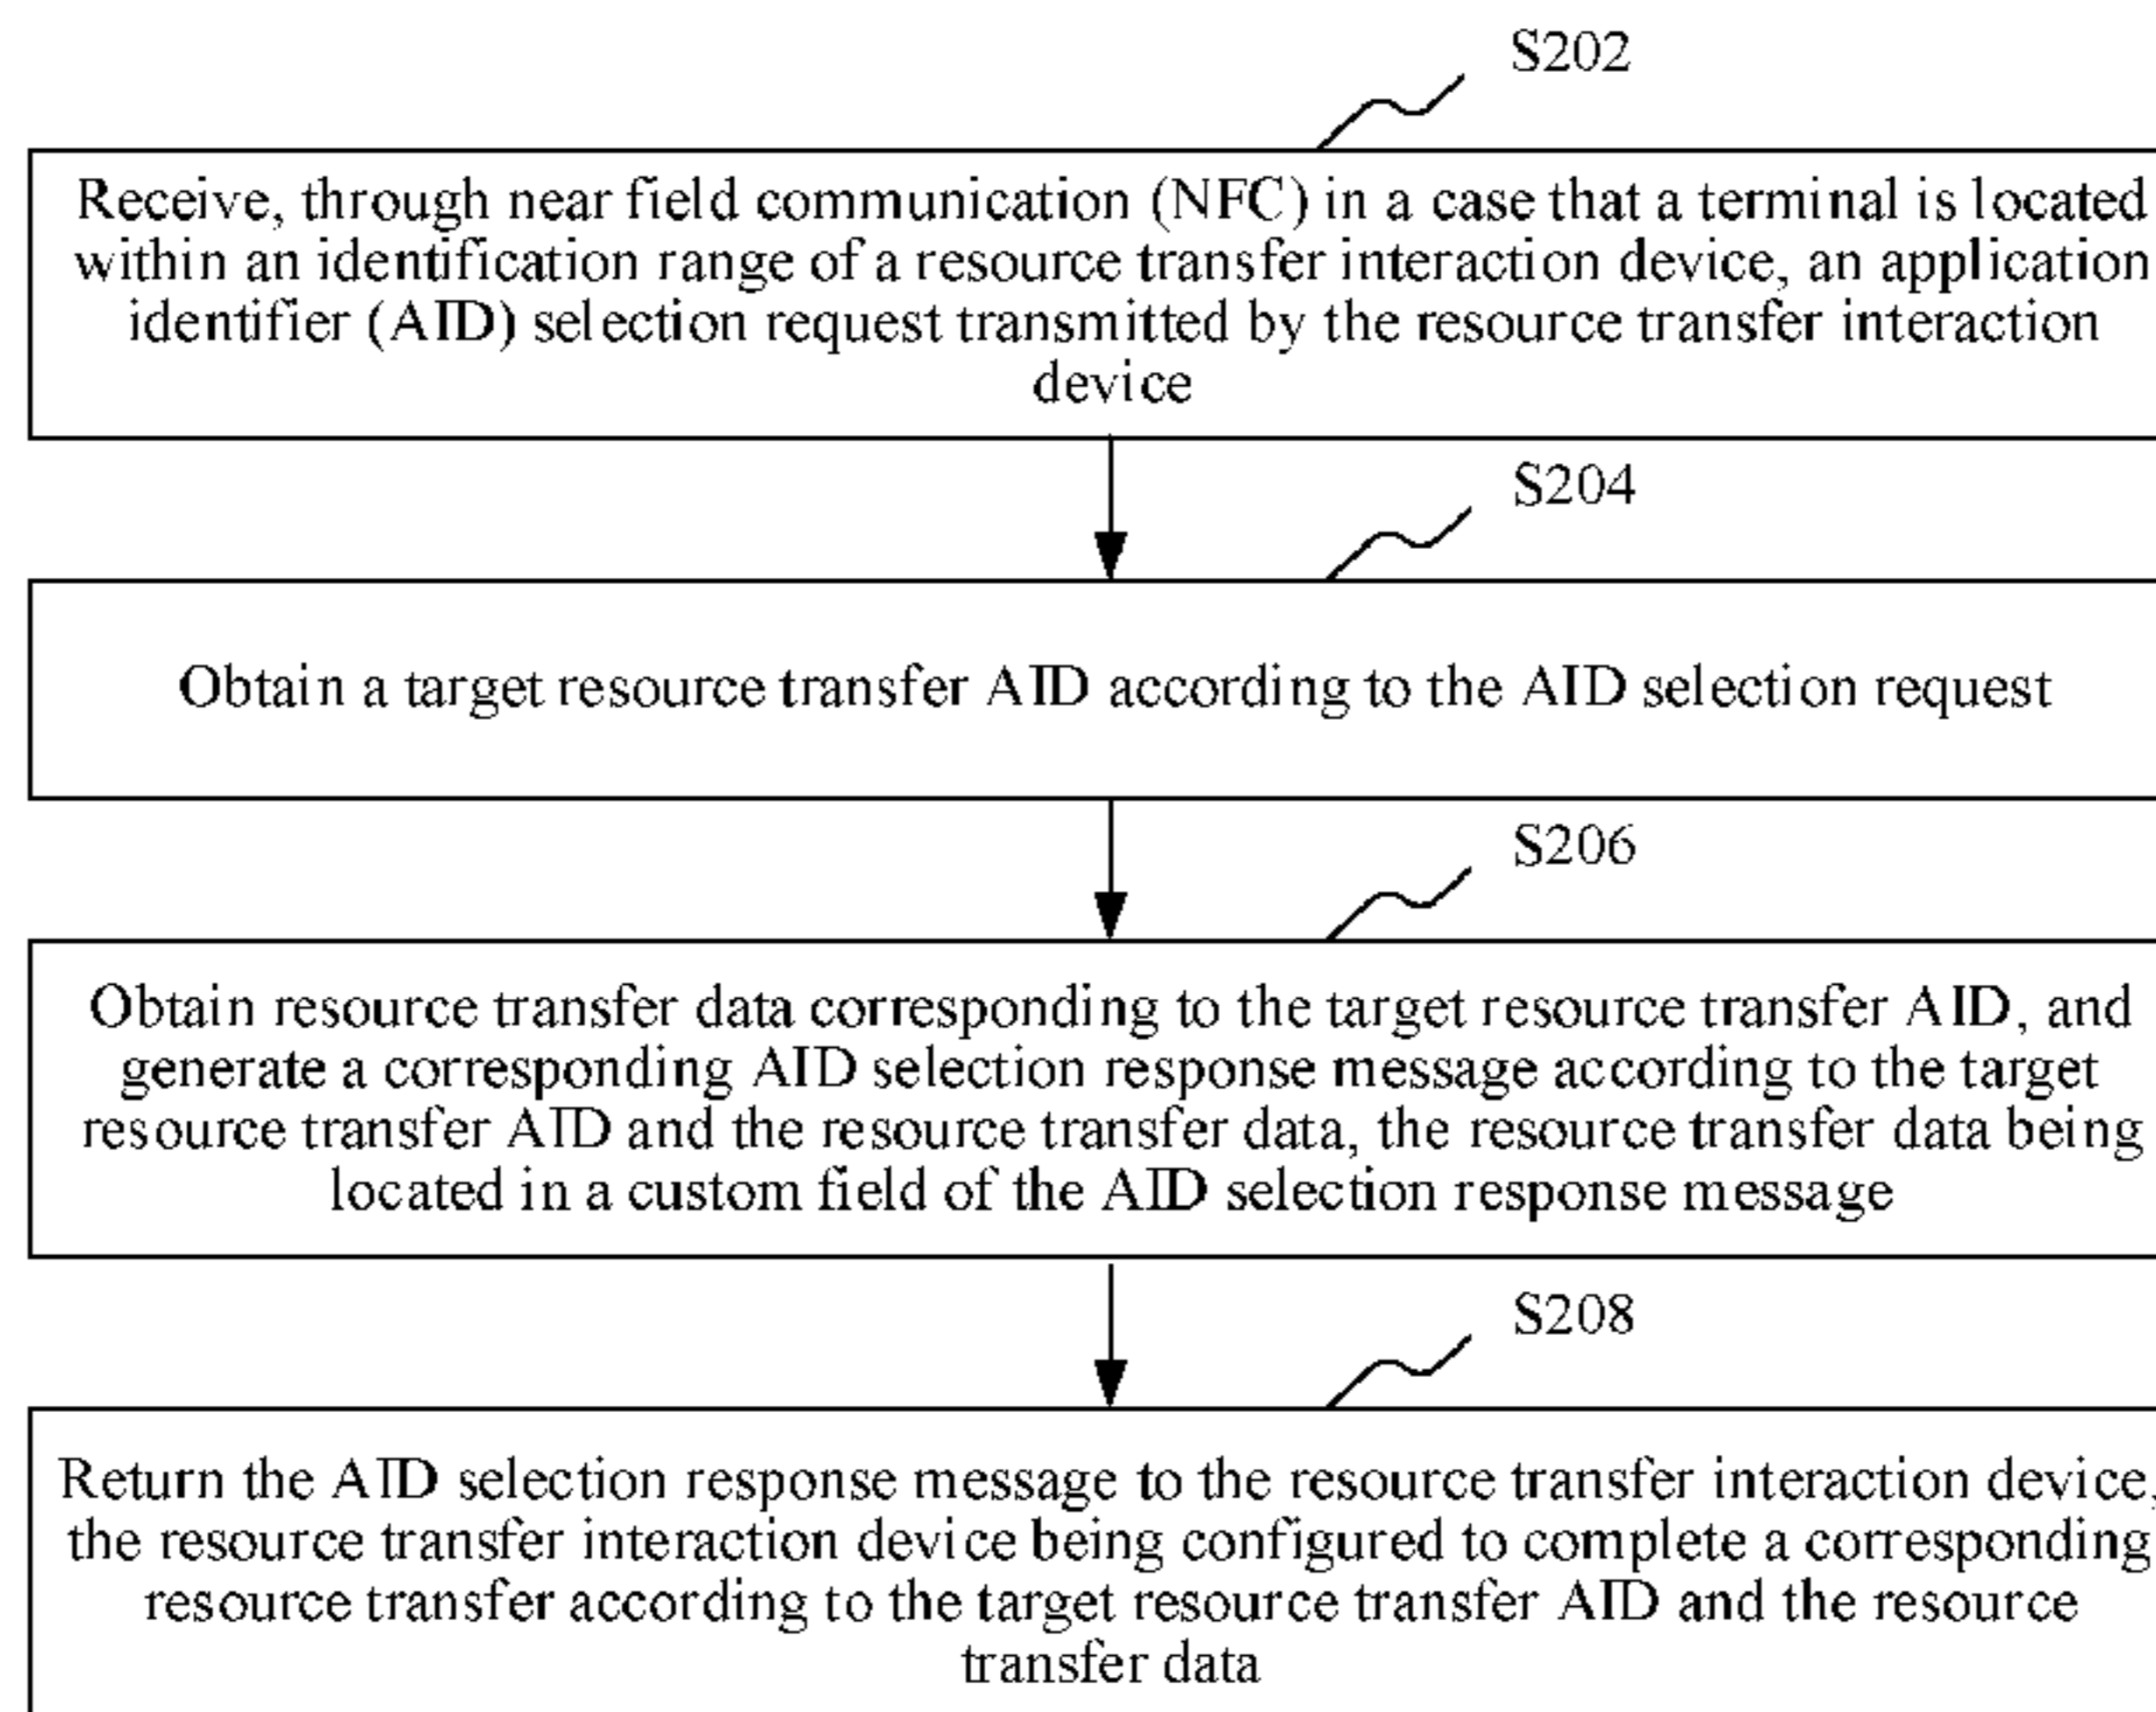 S202
Receive, through near field communication (NFC) in a case that a terminal is located
within an identification range of a resource transfer interaction device, an application
identifier (AID) selection request transmitted by the resource transfer interaction
device
S204
Obtain a target resource transfer AID according to the AID selection request
S206
Obtain resource transfer data corresponding to the target resource transfer AID, and
generate a corresponding AID selection response message according to the target
resource transfer AID and the resource transfer data, the resource transfer data being
located in a custom field of the AID selection response message
S208
Return the AID selection response message to the resource transfer interaction device,
the resource transfer interaction device being configured to complete a corresponding
resource transfer according to the target resource transfer AID and the resource
transfer data